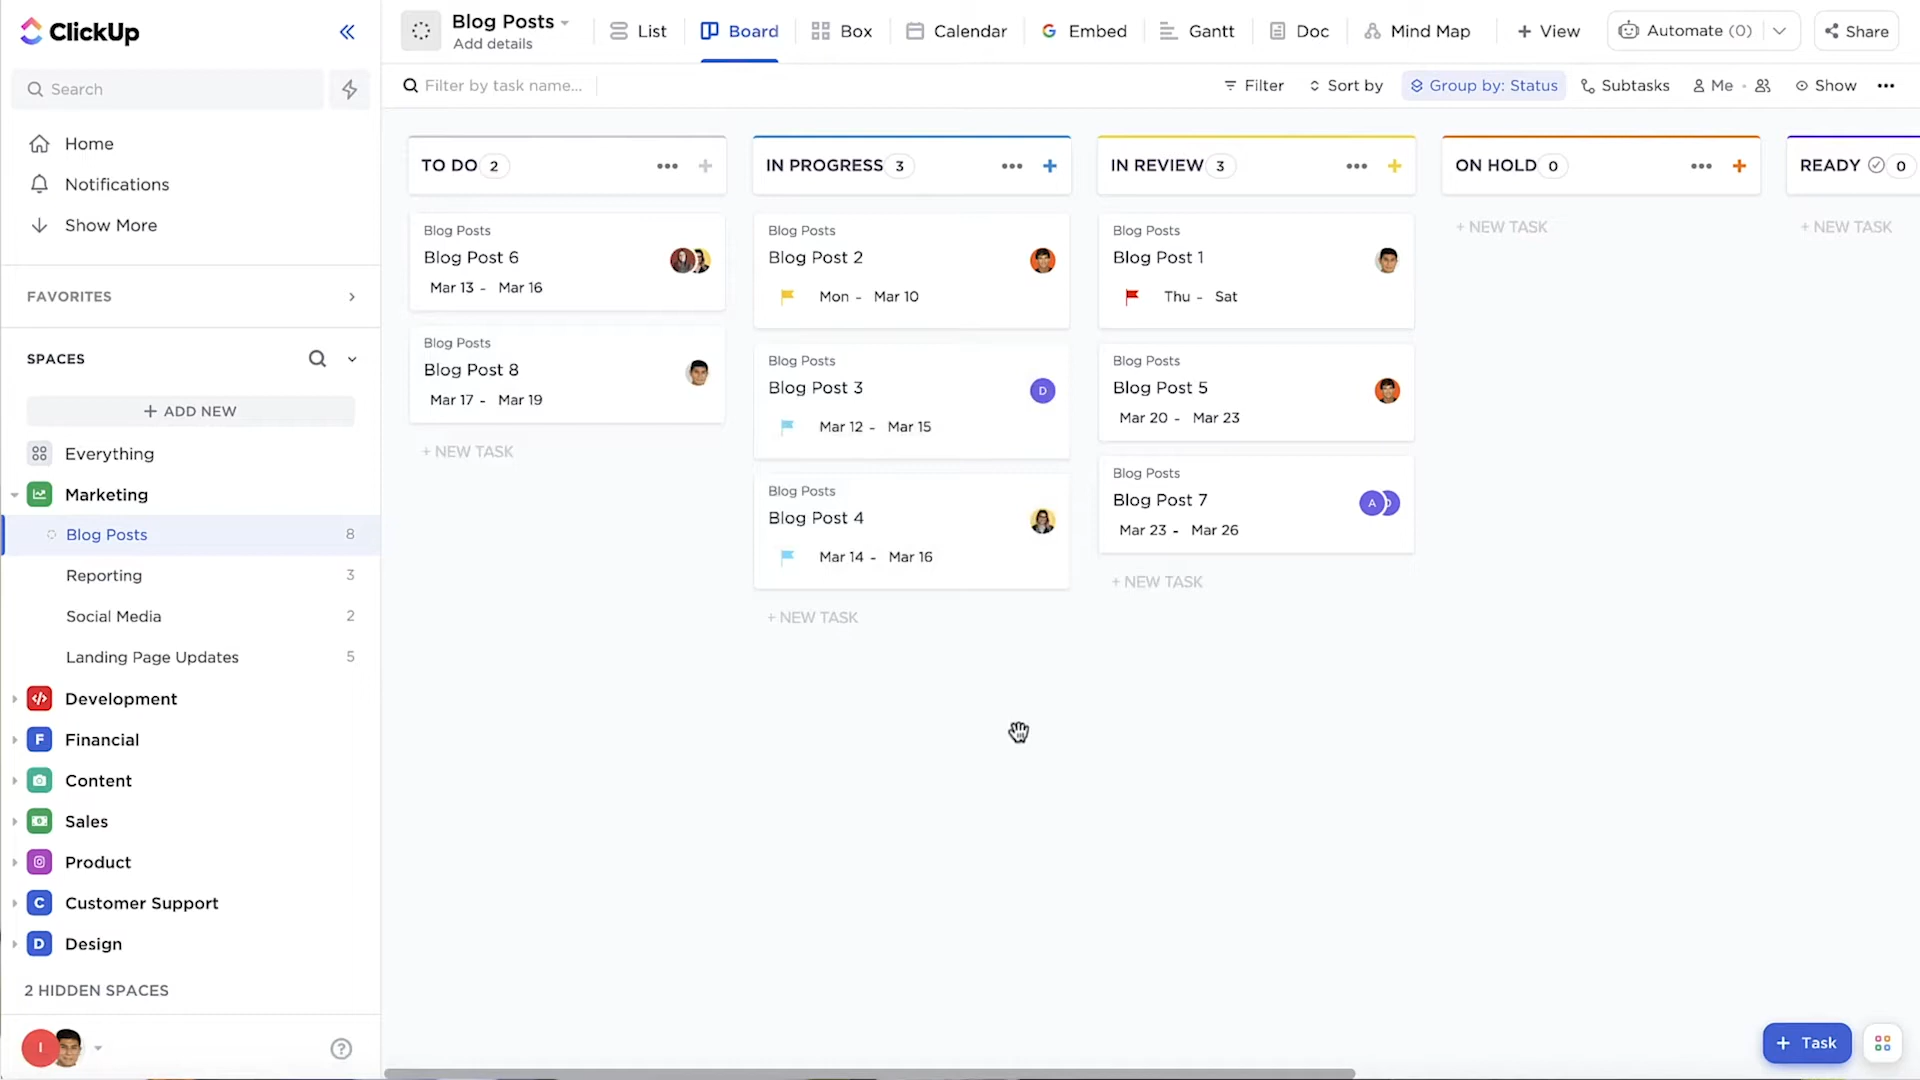 ClickUp
Search
Home
Notifications
Show More
FAVORITES
SPACES
+ ADD NEW
Everything
Marketing
Blog Posts 8
Reporting 3
Social Media 2
Landing Page Updates 5
Development
F Financial
Content
Sales
Product
C Customer Support
D Design
2 HIDDEN SPACES
I
Blog Posts
Add details
List
Board
Box
Calendar
Embed
Gantt
Doc
Mind Map
+ View
Automate (0)
Share
Filter by task name...
Filter
Sort by
Group by: Status
Subtasks
Me
Show
TO DO 2
Blog Posts
Blog Post 6
Mar 13 - Mar 16
Blog Posts
Blog Post 8
Mar 17 - Mar 19
+ NEW TASK
IN PROGRESS 3
Blog Posts
Blog Post 2
Mon - Mar 10
Blog Posts
Blog Post 3
D
Mar 12 - Mar 15
Blog Posts
Blog Post 4
Mar 14 - Mar 16
+ NEW TASK
IN REVIEW 3
Blog Posts
Blog Post 1
Thu - Sat
Blog Posts
Blog Post 5
Mar 20 - Mar 23
Blog Posts
Blog Post 7
A D
Mar 23 - Mar 26
+ NEW TASK
ON HOLD 0
+ NEW TASK
READY 0
+ NEW TASK
+ Task